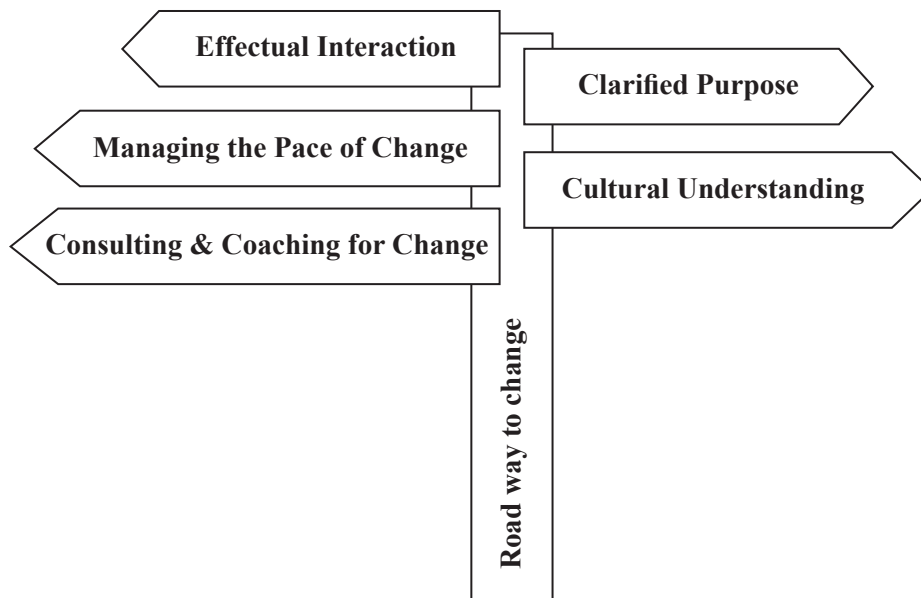 Effectual Interaction
Clarified Purpose
Managing the Pace of Change
Cultural Understanding
Consulting & Coaching for Change
Road way to change